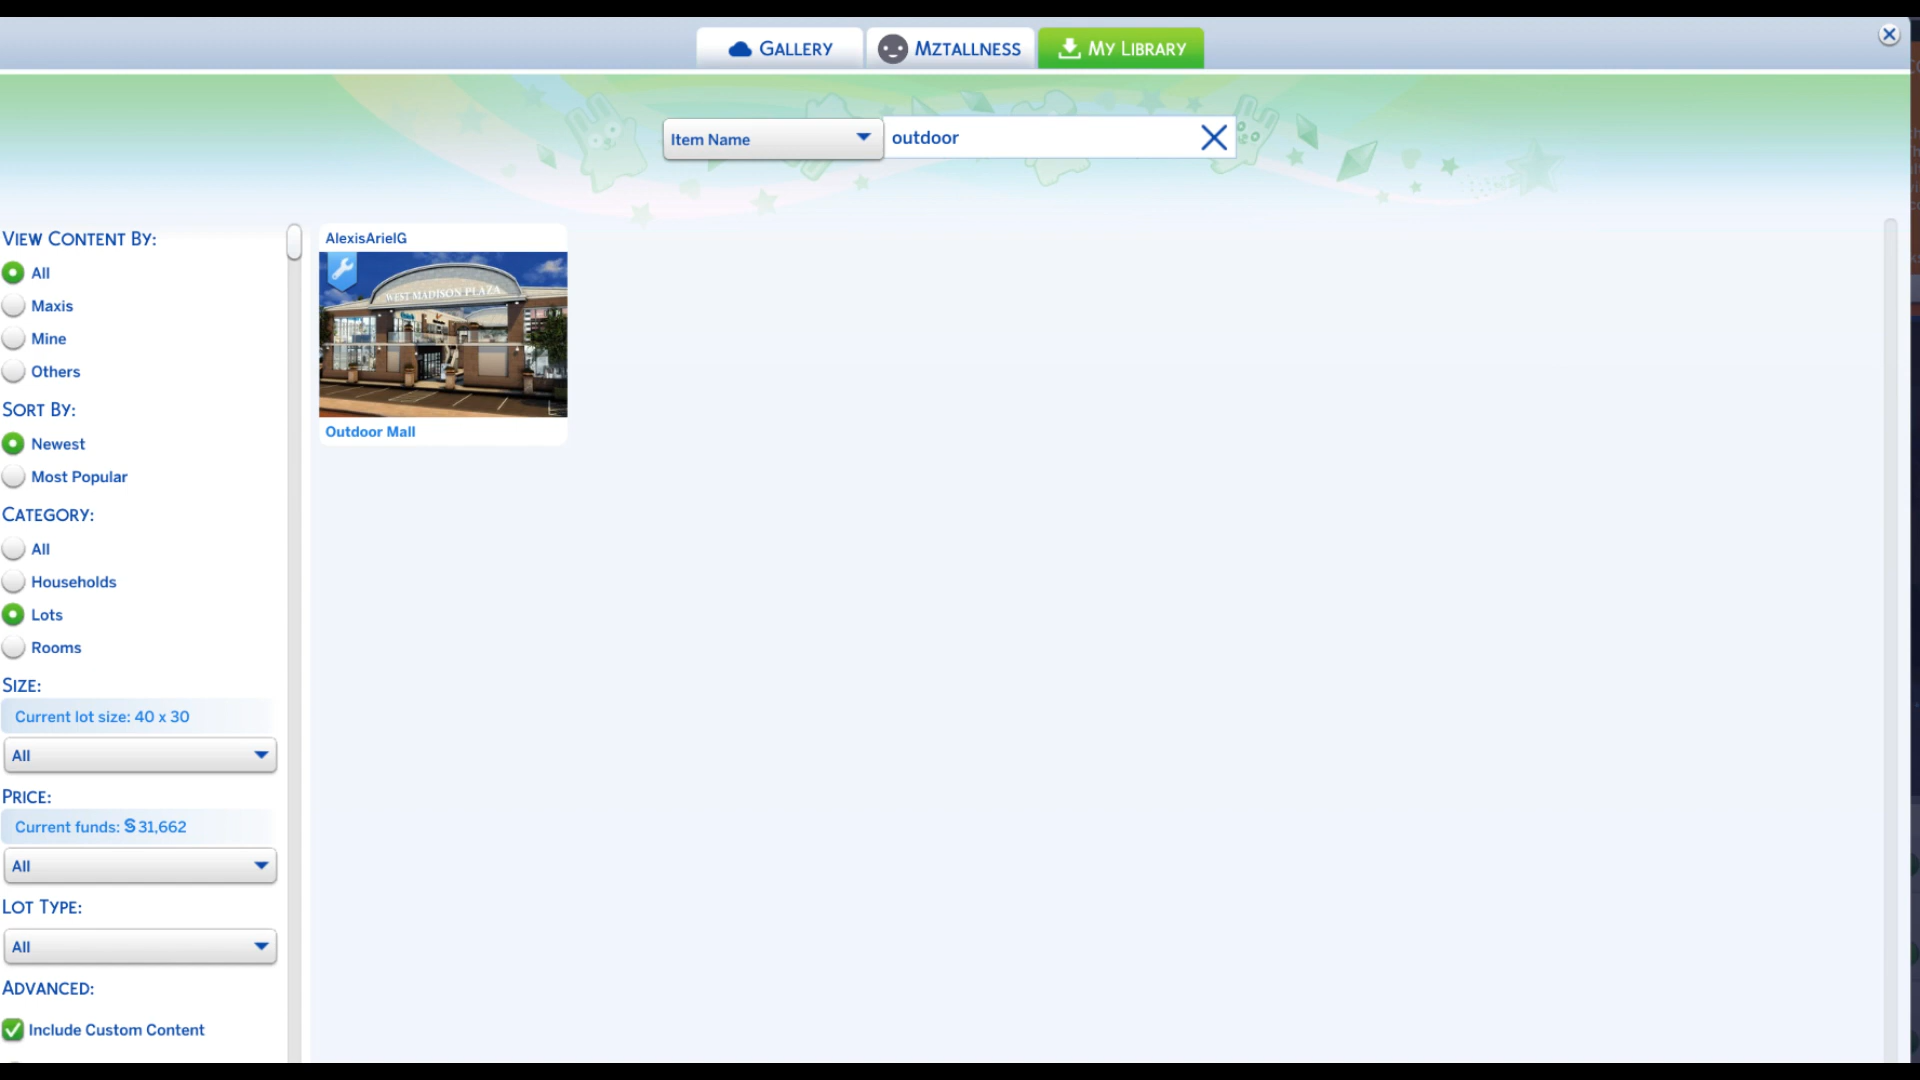 GALLERY
MZTALLNESS
MY LIBRARY
Item Name
outdoor
VIEW CONTENT BY:
All
Maxis
Mine
Others
SORT BY:
Newest
Most Popular
CATEGORY:
All
Households
Lots
Rooms
SIZE:
Current lot size: 40 x 30
All
PRICE:
Current funds: §31,662
All
LOT TYPE:
All
ADVANCED:
Include Custom Content
AlexisArielG
WEST MADISON PLAZA
Outdoor Mall